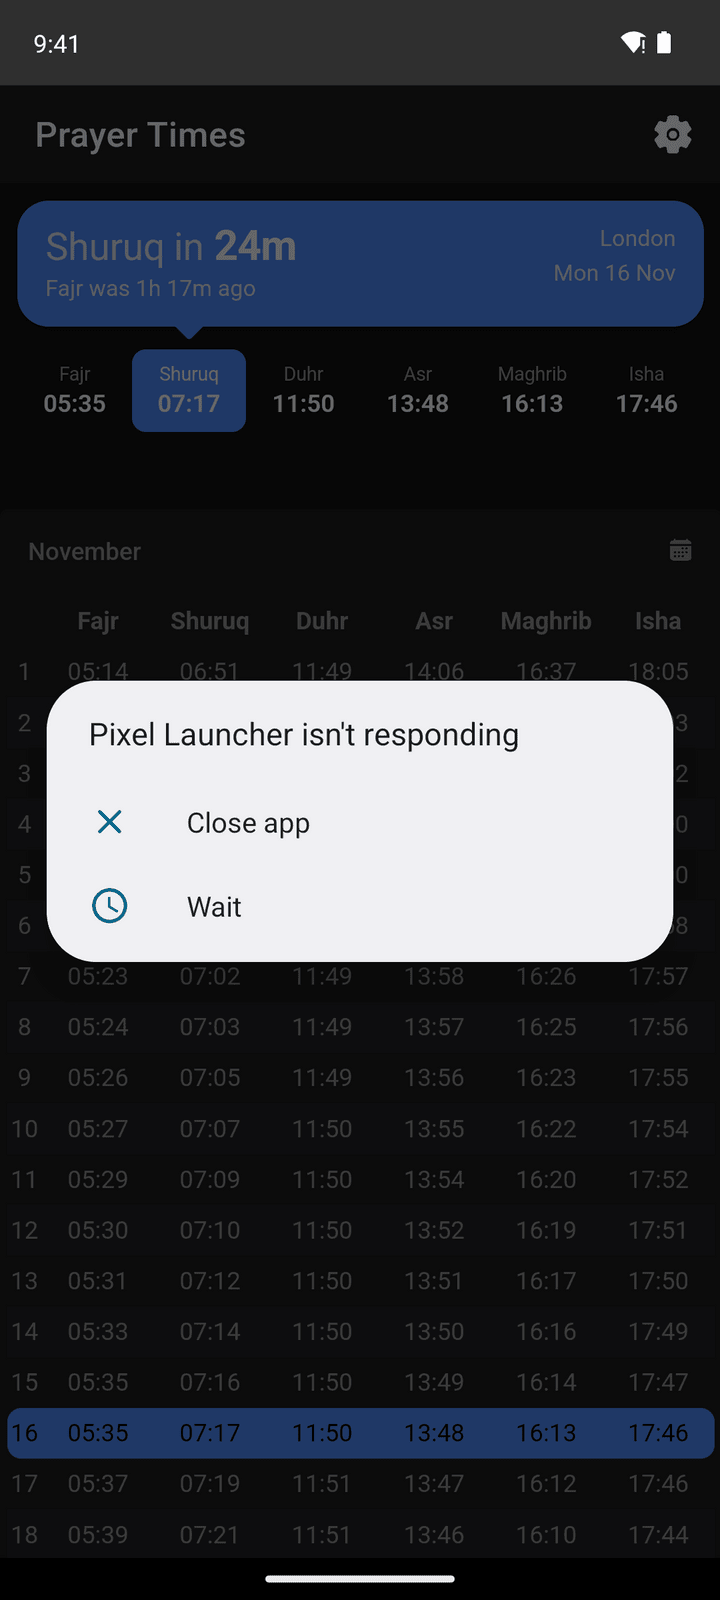 9:41
Prayer Times
Shuruq in 24m
Fajr was 1h 17m ago
London
Mon 16 Nov
Fajr Shuruq Duhr Asr Maghrib Isha
05:35 07:17 11:50 13:48 16:13 17:46
November
Fajr Shuruq Duhr Asr Maghrib Isha
1 05:14 06:51 11:49 14:06 16:37 18:05
2
3
4
5
6
Pixel Launcher isn't responding
Close app
Wait
7 05:23 07:02 11:49 13:58 16:26 17:57
8 05:24 07:03 11:49 13:57 16:25 17:56
9 05:26 07:05 11:49 13:56 16:23 17:55
10 05:27 07:07 11:50 13:55 16:22 17:54
11 05:29 07:09 11:50 13:54 16:20 17:52
12 05:30 07:10 11:50 13:52 16:19 17:51
13 05:31 07:12 11:50 13:51 16:17 17:50
14 05:33 07:14 11:50 13:50 16:16 17:49
15 05:35 07:16 11:50 13:49 16:14 17:47
16 05:35 07:17 11:50 13:48 16:13 17:46
17 05:37 07:19 11:51 13:47 16:12 17:46
18 05:39 07:21 11:51 13:46 16:10 17:44